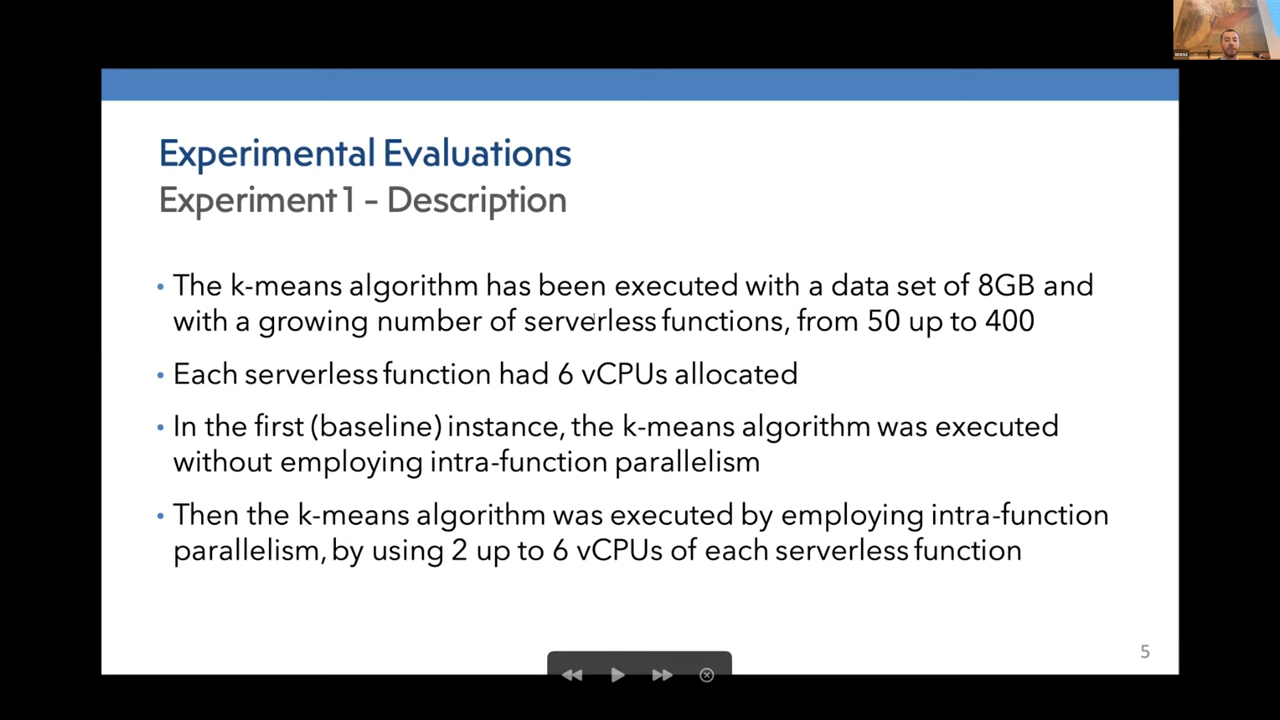 Experimental Evaluations
Experiment 1 - Description
• The k-means algorithm has been executed with a data set of 8GB and
with a growing number of serverless functions, from 50 up to 400
• Each serverless function had 6 vCPUs allocated
• In the first (baseline) instance, the k-means algorithm was executed
without employing intra-function parallelism
• Then the k-means algorithm was executed by employing intra-function
parallelism, by using 2 up to 6 vCPUs of each serverless function
5